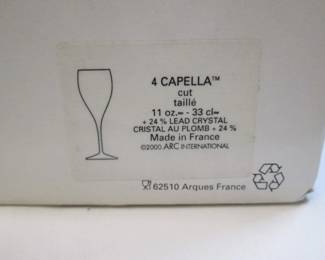 4 CAPELLA™
cut
taillé
11 oz.≃ - 33 cl≃
+ 24 % LEAD CRYSTAL
CRISTAL AU PLOMB + 24 %
Made in France
©2000 ARC INTERNATIONAL
62510 Arques France